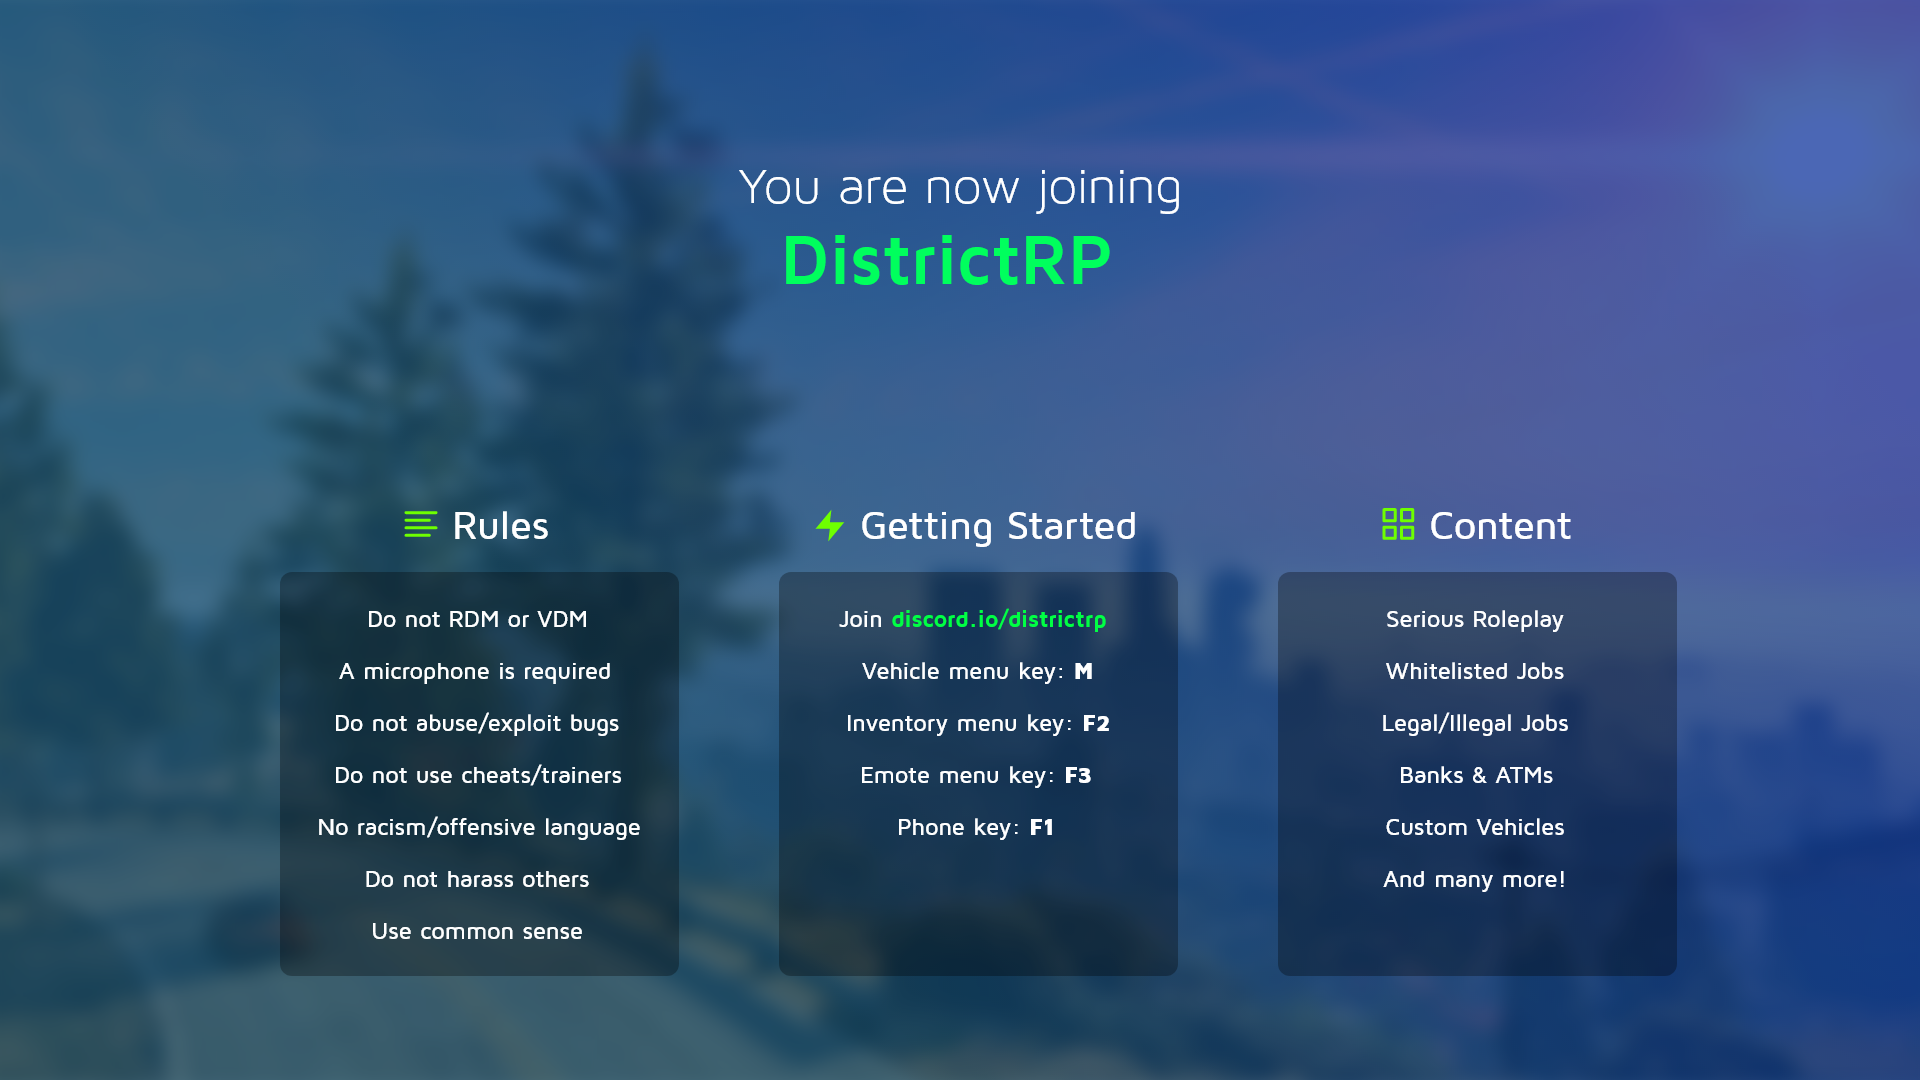 You are now joining
DistrictRP
Rules
Do not RDM or VDM
A microphone is required
Do not abuse/exploit bugs
Do not use cheats/trainers
No racism/offensive language
Do not harass others
Use common sense
Getting Started
Join discord.io/districtrp
Vehicle menu key: M
Inventory menu key: F2
Emote menu key: F3
Phone key: F1
Content
Serious Roleplay
Whitelisted Jobs
Legal/Illegal Jobs
Banks & ATMs
Custom Vehicles
And many more!